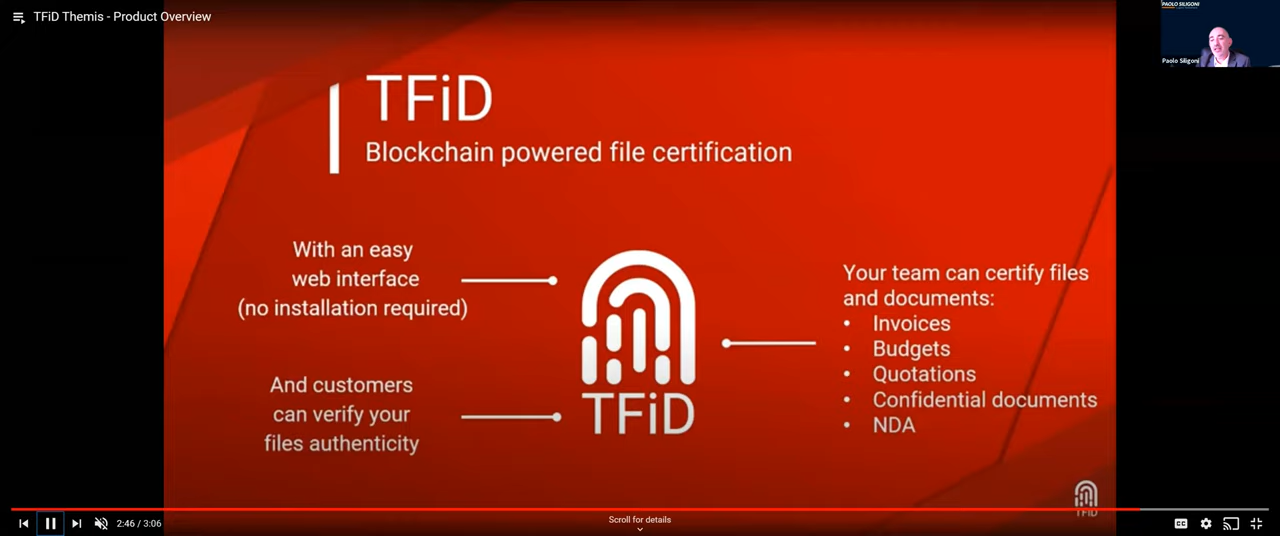 TFiD Themis - Product Overview
PAOLO SILIGONI
Paolo Siligoni
TFiD
Blockchain powered file certification
With an easy
web interface
(no installation required)
And customers
can verify your
files authenticity
TFiD
Your team can certify files
and documents:
• Invoices
• Budgets
• Quotations
• Confidential documents
• NDA
TFiD
2:46 / 3:06
Scroll for details
CC